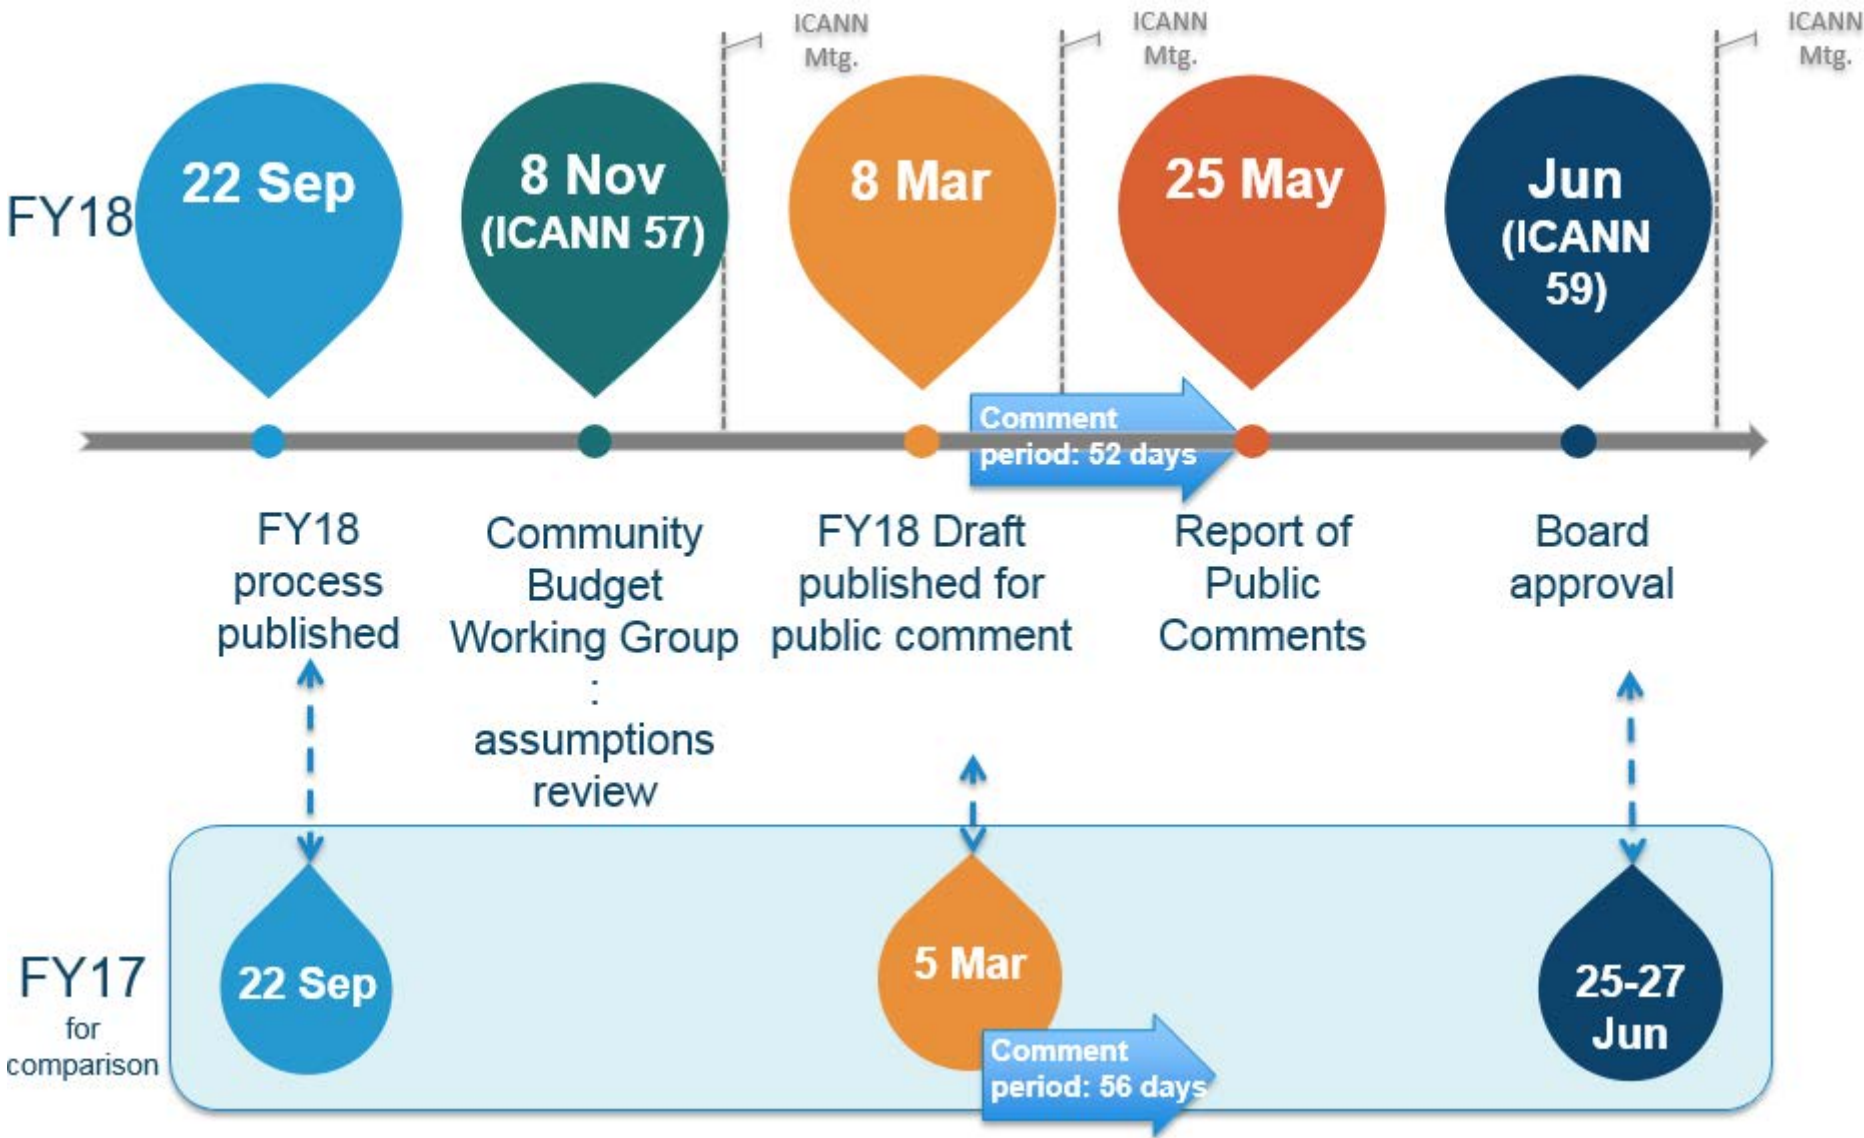 ICANN
Mtg.
ICANN
Mtg.
ICANN
Mtg.
FY18
22 Sep
8 Nov
(ICANN 57)
8 Mar
25 May
Jun
(ICANN
59)
Comment
period: 52 days
FY18
process
published
Community
Budget
Working Group
:
assumptions
review
FY18 Draft
published for
public comment
Report of
Public
Comments
Board
approval
FY17
for
comparison
22 Sep
5 Mar
Comment
period: 56 days
25-27
Jun